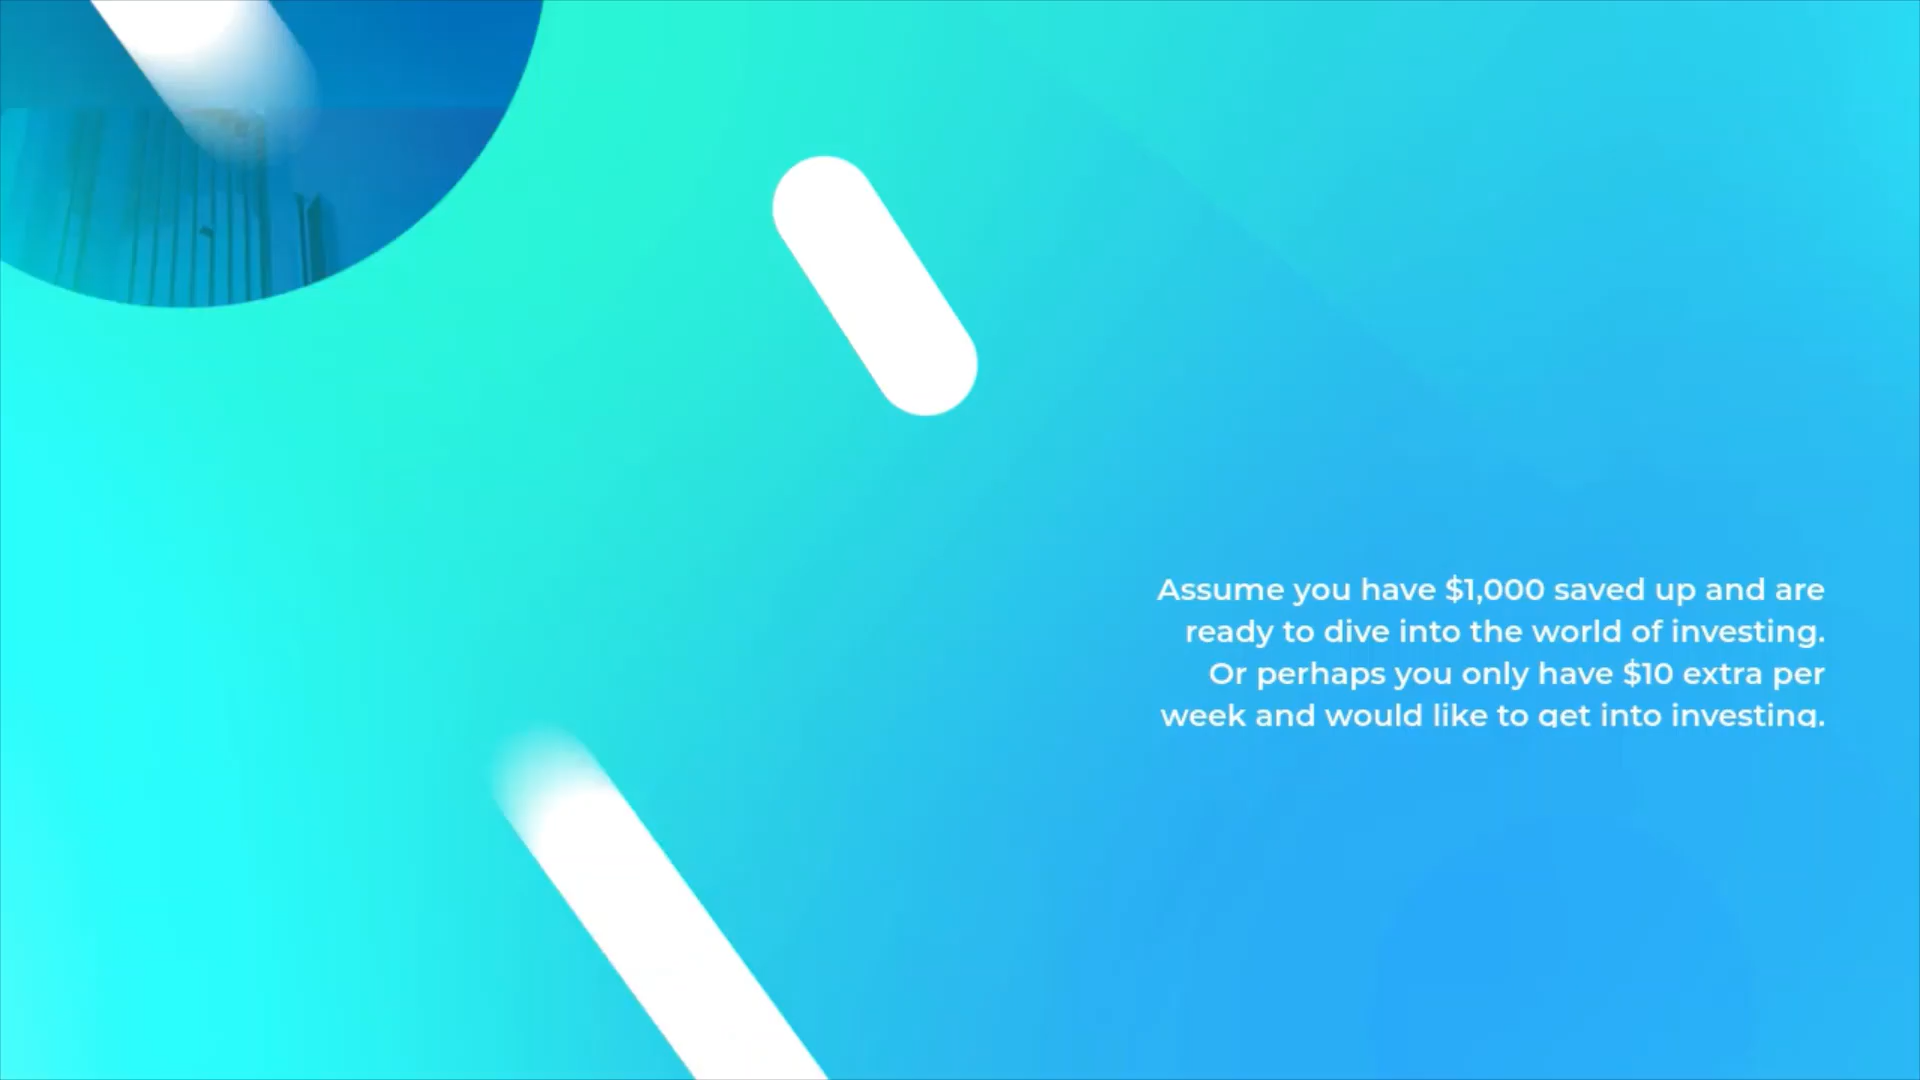 Assume you have $1,000 saved up and are
ready to dive into the world of investing.
Or perhaps you only have $10 extra per
week and would like to get into investing.